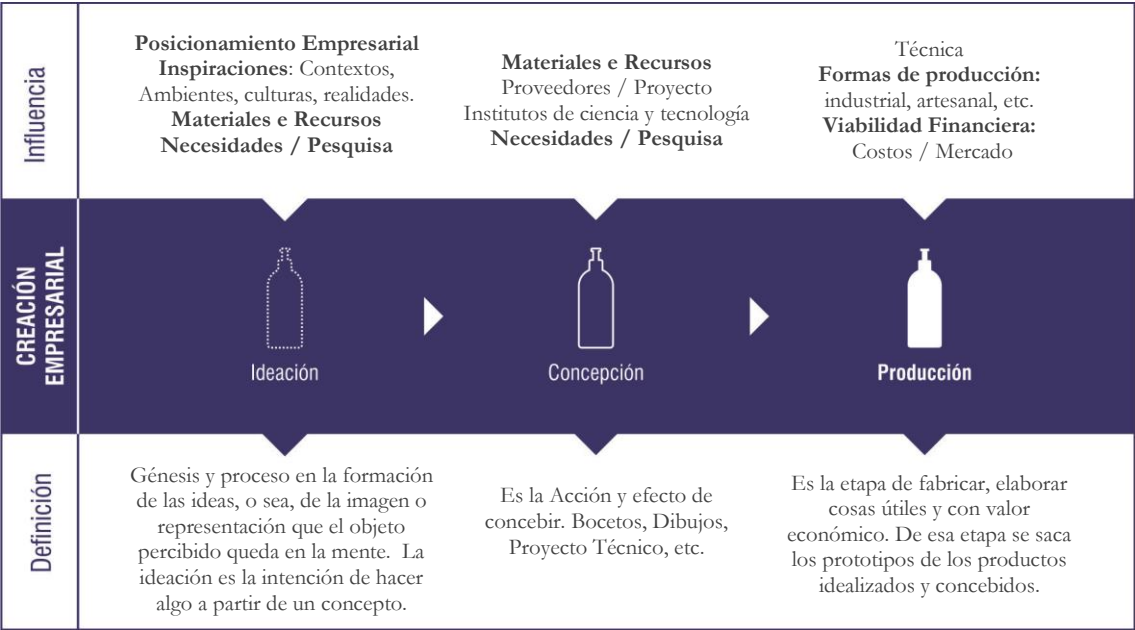 Influencia
Posicionamiento Empresarial
Inspiraciones: Contextos,
Ambientes, culturas, realidades.
Materiales e Recursos
Necesidades / Pesquisa
Materiales e Recursos
Proveedores / Proyecto
Institutos de ciencia y tecnología
Necesidades / Pesquisa
Técnica
Formas de producción:
industrial, artesanal, etc.
Viabilidad Financiera:
Costos / Mercado
CREACIÓN
EMPRESARIAL
Ideación
Concepción
Producción
Definición
Génesis y proceso en la formación
de las ideas, o sea, de la imagen o
representación que el objeto
percibido queda en la mente. La
ideación es la intención de hacer
algo a partir de un concepto.
Es la Acción y efecto de
concebir. Bocetos, Dibujos,
Proyecto Técnico, etc.
Es la etapa de fabricar, elaborar
cosas útiles y con valor
económico. De esa etapa se saca
los prototipos de los productos
idealizados y concebidos.